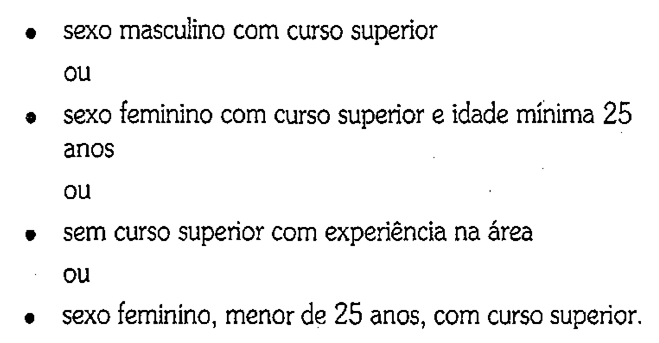 • sexo masculino com curso superior
ou
• sexo feminino com curso superior e idade mínima 25
anos
ou
• sem curso superior com experiência na área
ou
• sexo feminino, menor de 25 anos, com curso superior.